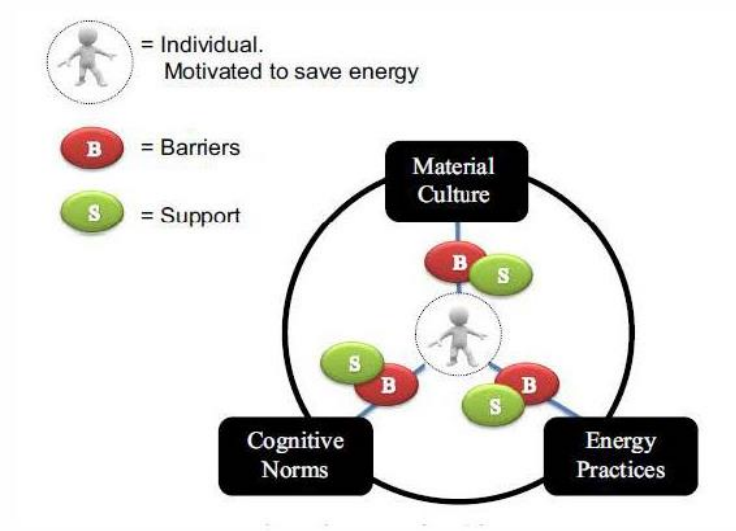 = Individual.
Motivated to save energy
B = Barriers
S = Support
Material
Culture
B
S
S
B
B
S
Cognitive
Norms
Energy
Practices